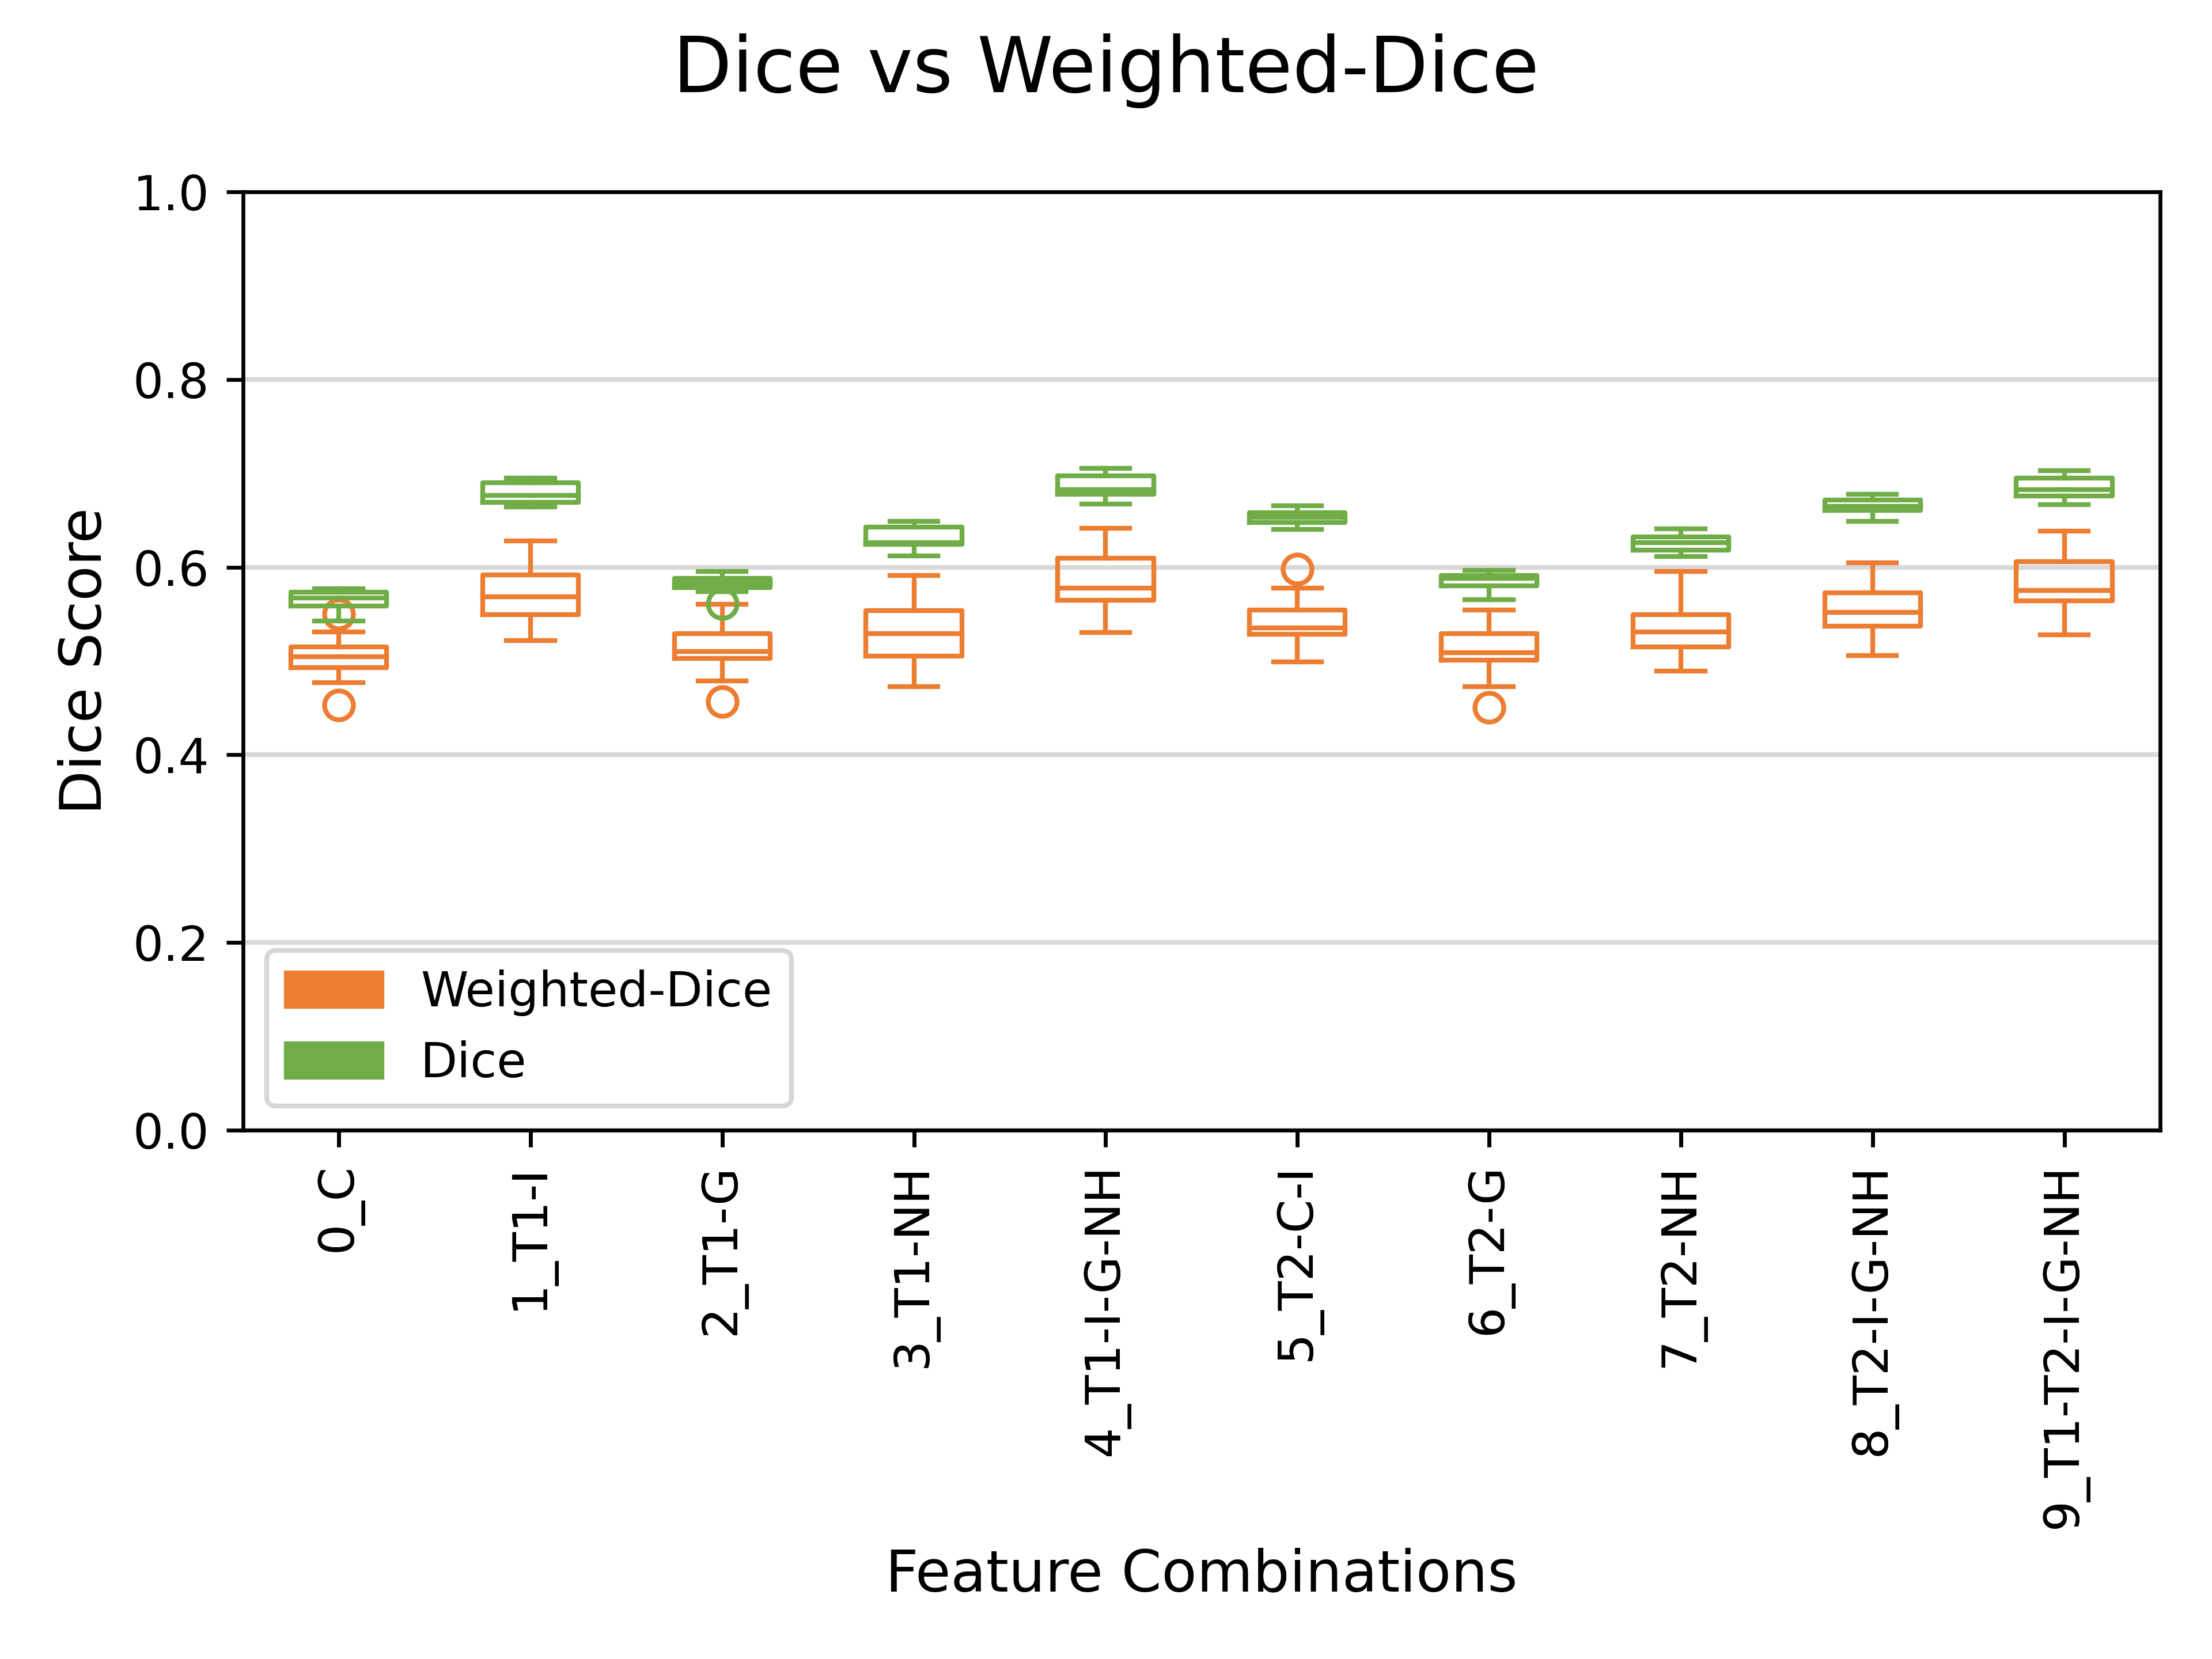 Dice vs Weighted-Dice
Dice Score
1.0
0.8
0.6
0.4
0.2
0.0
Weighted-Dice
Dice
0_C
1_T1-I
2_T1-G
3_T1-NH
4_T1-I-G-NH
5_T2-C-I
6_T2-G
7_T2-NH
8_T2-I-G-NH
9_T1-T2-I-G-NH
Feature Combinations